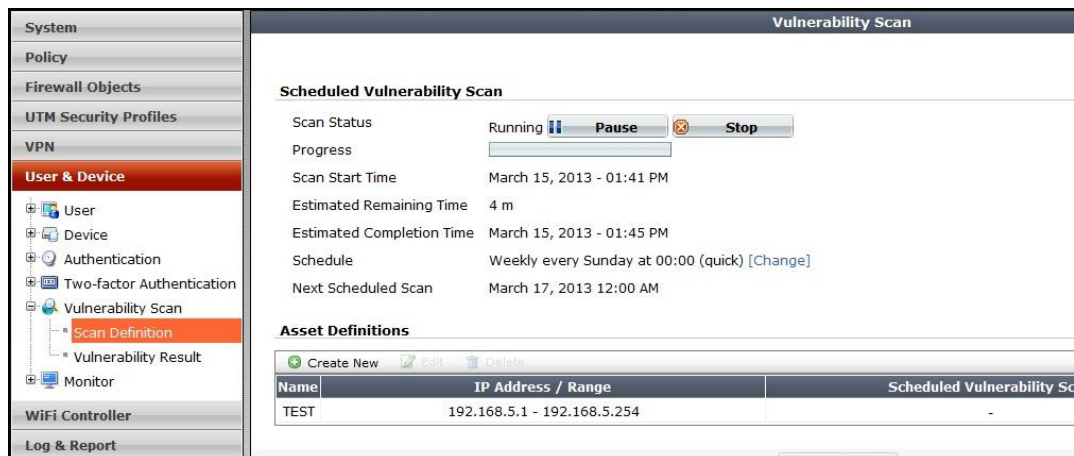 System
Policy
Firewall Objects
UTM Security Profiles
VPN
User & Device
User
Device
Authentication
Two-factor Authentication
Vulnerability Scan
Scan Definition
Vulnerability Result
Monitor
WiFi Controller
Log & Report
Vulnerability Scan
Scheduled Vulnerability Scan
Scan Status Running Pause Stop
Progress
Scan Start Time March 15, 2013 - 01:41 PM
Estimated Remaining Time 4 m
Estimated Completion Time March 15, 2013 - 01:45 PM
Schedule Weekly every Sunday at 00:00 (quick) [Change]
Next Scheduled Scan March 17, 2013 12:00 AM
Asset Definitions
Create New Edit Delete
Name IP Address / Range Scheduled Vulnerability Sc
TEST 192.168.5.1 - 192.168.5.254 -